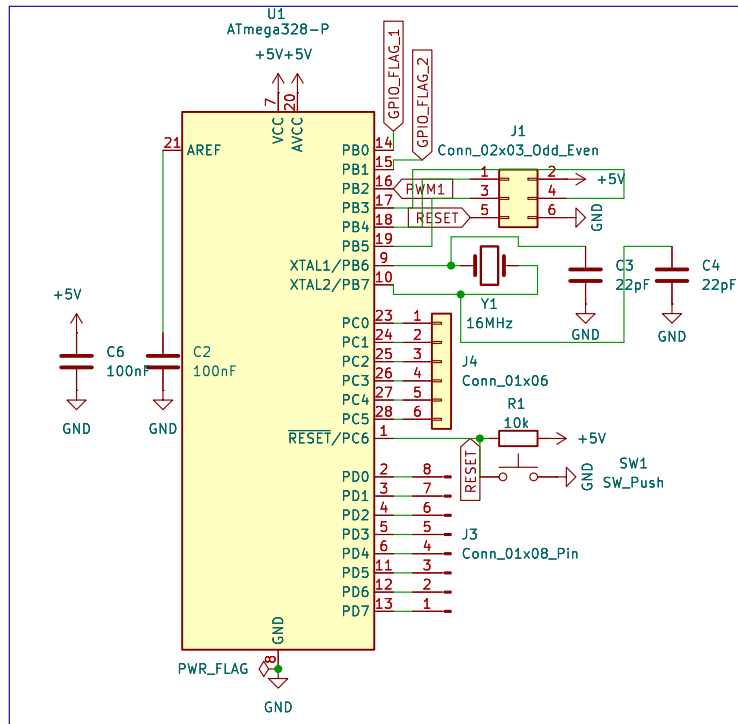 U1
ATmega328-P
+5V+5V
7
20
VCC
AVCC
21
AREF
GPIO_FLAG_1
GPIO_FLAG_2
PB0 14
PB1 15
PB2 16
PWM1
PB3 17
PB4 18
PB5 19
XTAL1/PB6 9
XTAL2/PB7 10
J1
Conn_02x03_Odd_Even
1 2
+5V
3 4
RESET
5 6
GND
Y1
16MHz
C3
22pF
GND
C4
22pF
GND
PC0 23 1
PC1 24 2
PC2 25 3
PC3 26 4
PC4 27 5
PC5 28 6
J4
Conn_01x06
RESET/PC6 1
R1
10k
+5V
RESET
GND
SW1
SW_Push
+5V
C6
100nF
GND
C2
100nF
GND
PD0 2 8
PD1 3 7
PD2 4 6
PD3 5 5
PD4 6 4
PD5 11 3
PD6 12 2
PD7 13 1
J3
Conn_01x08_Pin
GND
8
PWR_FLAG
GND